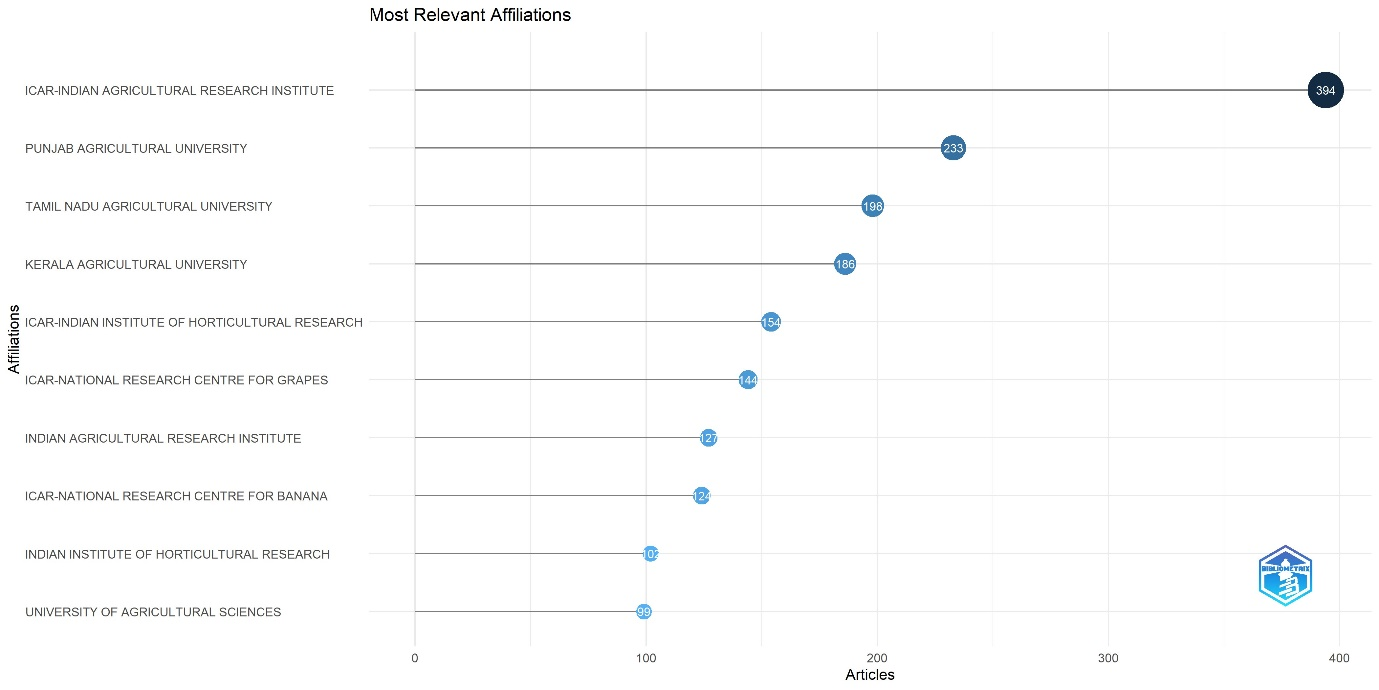 Most Relevant Affiliations
ICAR-INDIAN AGRICULTURAL RESEARCH INSTITUTE
394
PUNJAB AGRICULTURAL UNIVERSITY
233
TAMIL NADU AGRICULTURAL UNIVERSITY
198
KERALA AGRICULTURAL UNIVERSITY
186
ICAR-INDIAN INSTITUTE OF HORTICULTURAL RESEARCH
154
ICAR-NATIONAL RESEARCH CENTRE FOR GRAPES
144
INDIAN AGRICULTURAL RESEARCH INSTITUTE
127
ICAR-NATIONAL RESEARCH CENTRE FOR BANANA
124
INDIAN INSTITUTE OF HORTICULTURAL RESEARCH
102
UNIVERSITY OF AGRICULTURAL SCIENCES
99
Affiliations
BIBLIOMETRIX
0 100 200 300 400
Articles